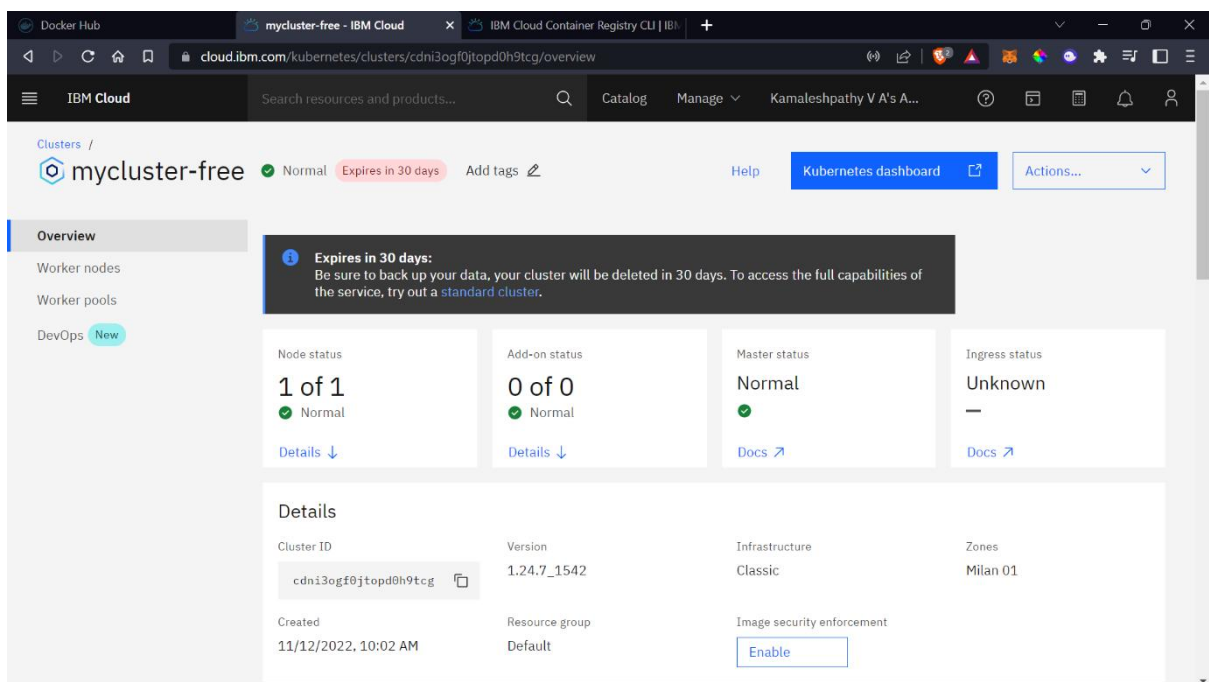 Docker Hub
mycluster-free - IBM Cloud
IBM Cloud Container Registry CLI | IBM
cloud.ibm.com/kubernetes/clusters/cdni3ogf0jtopd0h9tcg/overview
IBM Cloud
Search resources and products...
Catalog
Manage
Kamaleshpathy V A's A...
Clusters /
mycluster-free
Normal
Expires in 30 days
Add tags
Help
Kubernetes dashboard
Actions...
Overview
Worker nodes
Worker pools
DevOps New
Expires in 30 days:
Be sure to back up your data, your cluster will be deleted in 30 days. To access the full capabilities of
the service, try out a standard cluster.
Node status
1 of 1
Normal
Details
Add-on status
0 of 0
Normal
Details
Master status
Normal
Docs
Ingress status
Unknown
Docs
Details
Cluster ID
cdni3ogf0jtopd0h9tcg
Version
1.24.7_1542
Infrastructure
Classic
Zones
Milan 01
Created
11/12/2022, 10:02 AM
Resource group
Default
Image security enforcement
Enable